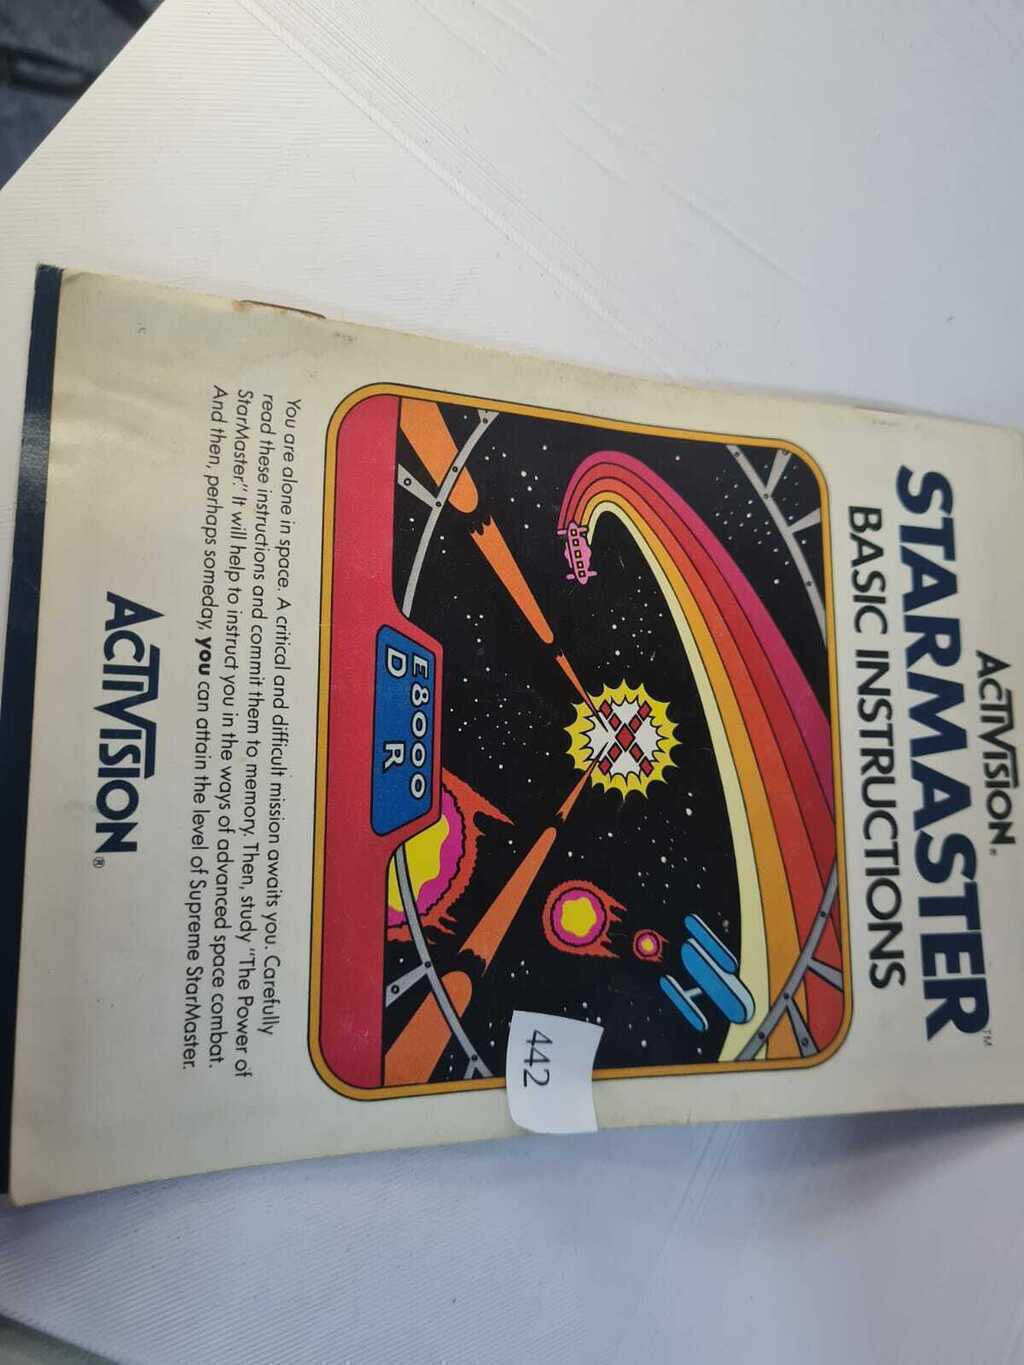 ACTIVISION®
STARMASTER™
BASIC INSTRUCTIONS
E8000
D R
442
You are alone in space. A critical and difficult mission awaits you. Carefully
read these instructions and commit them to memory. Then, study "The Power of
StarMaster." It will help to instruct you in the ways of advanced space combat.
And then, perhaps someday, you can attain the level of Supreme StarMaster.
ACTIVISION®